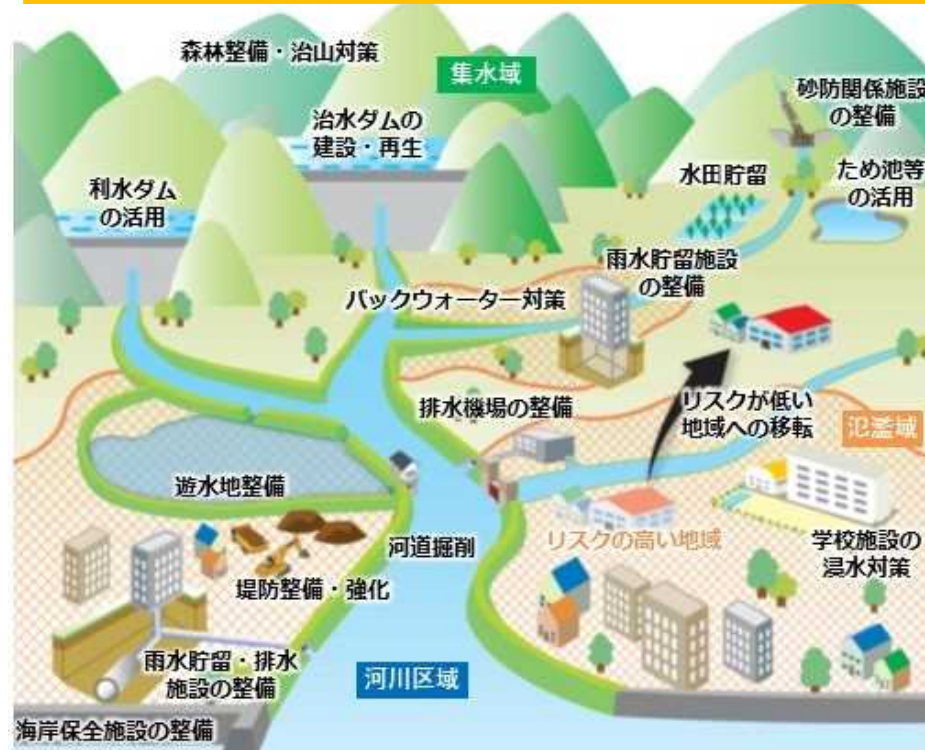 森林整備・治山対策
集水域
砂防関係施設
の整備
治水ダムの
建設・再生
水田貯留
ため池等
の活用
利水ダム
の活用
雨水貯留施設
の整備
バックウォーター対策
排水機場の整備
リスクが低い
地域への移転
氾濫域
遊水地整備
河道掘削
リスクの高い地域
学校施設の
浸水対策
堤防整備・強化
雨水貯留・排水
施設の整備
河川区域
海岸保全施設の整備